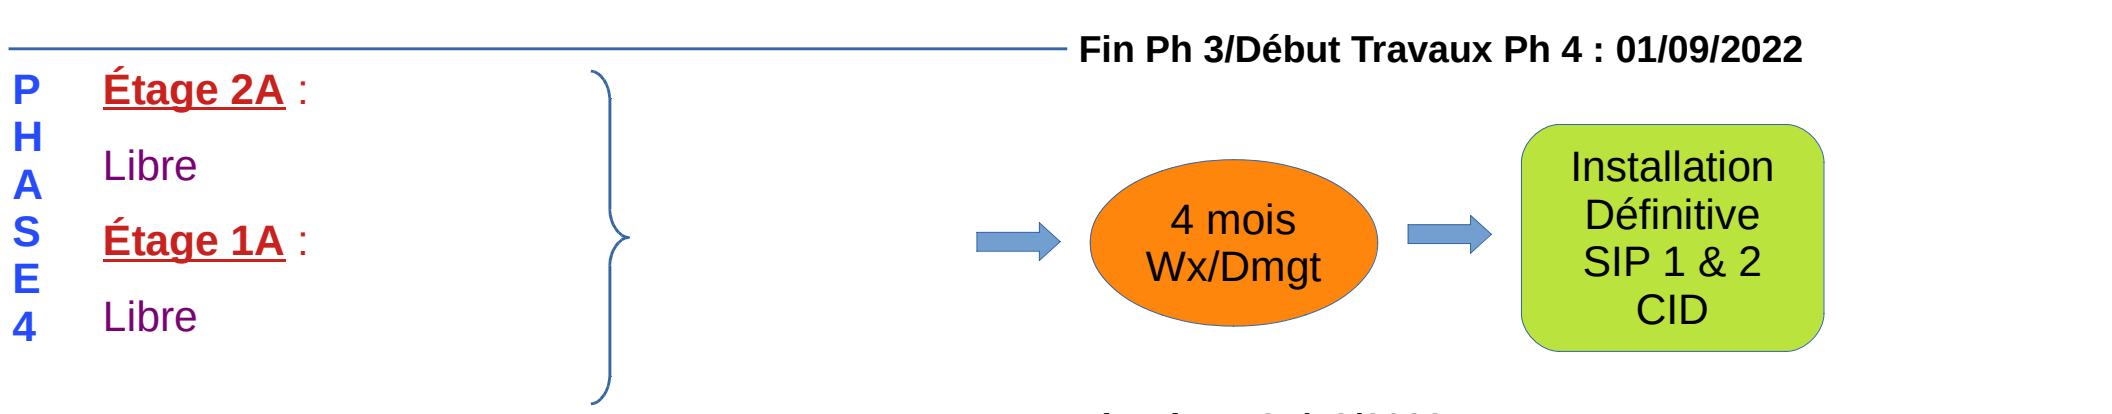 Fin Ph 3/Début Travaux Ph 4 : 01/09/2022
P
H
A
S
E
4
Étage 2A :
Libre
Étage 1A :
Libre
4 mois
Wx/Dmgt
Installation
Définitive
SIP 1 & 2
CID